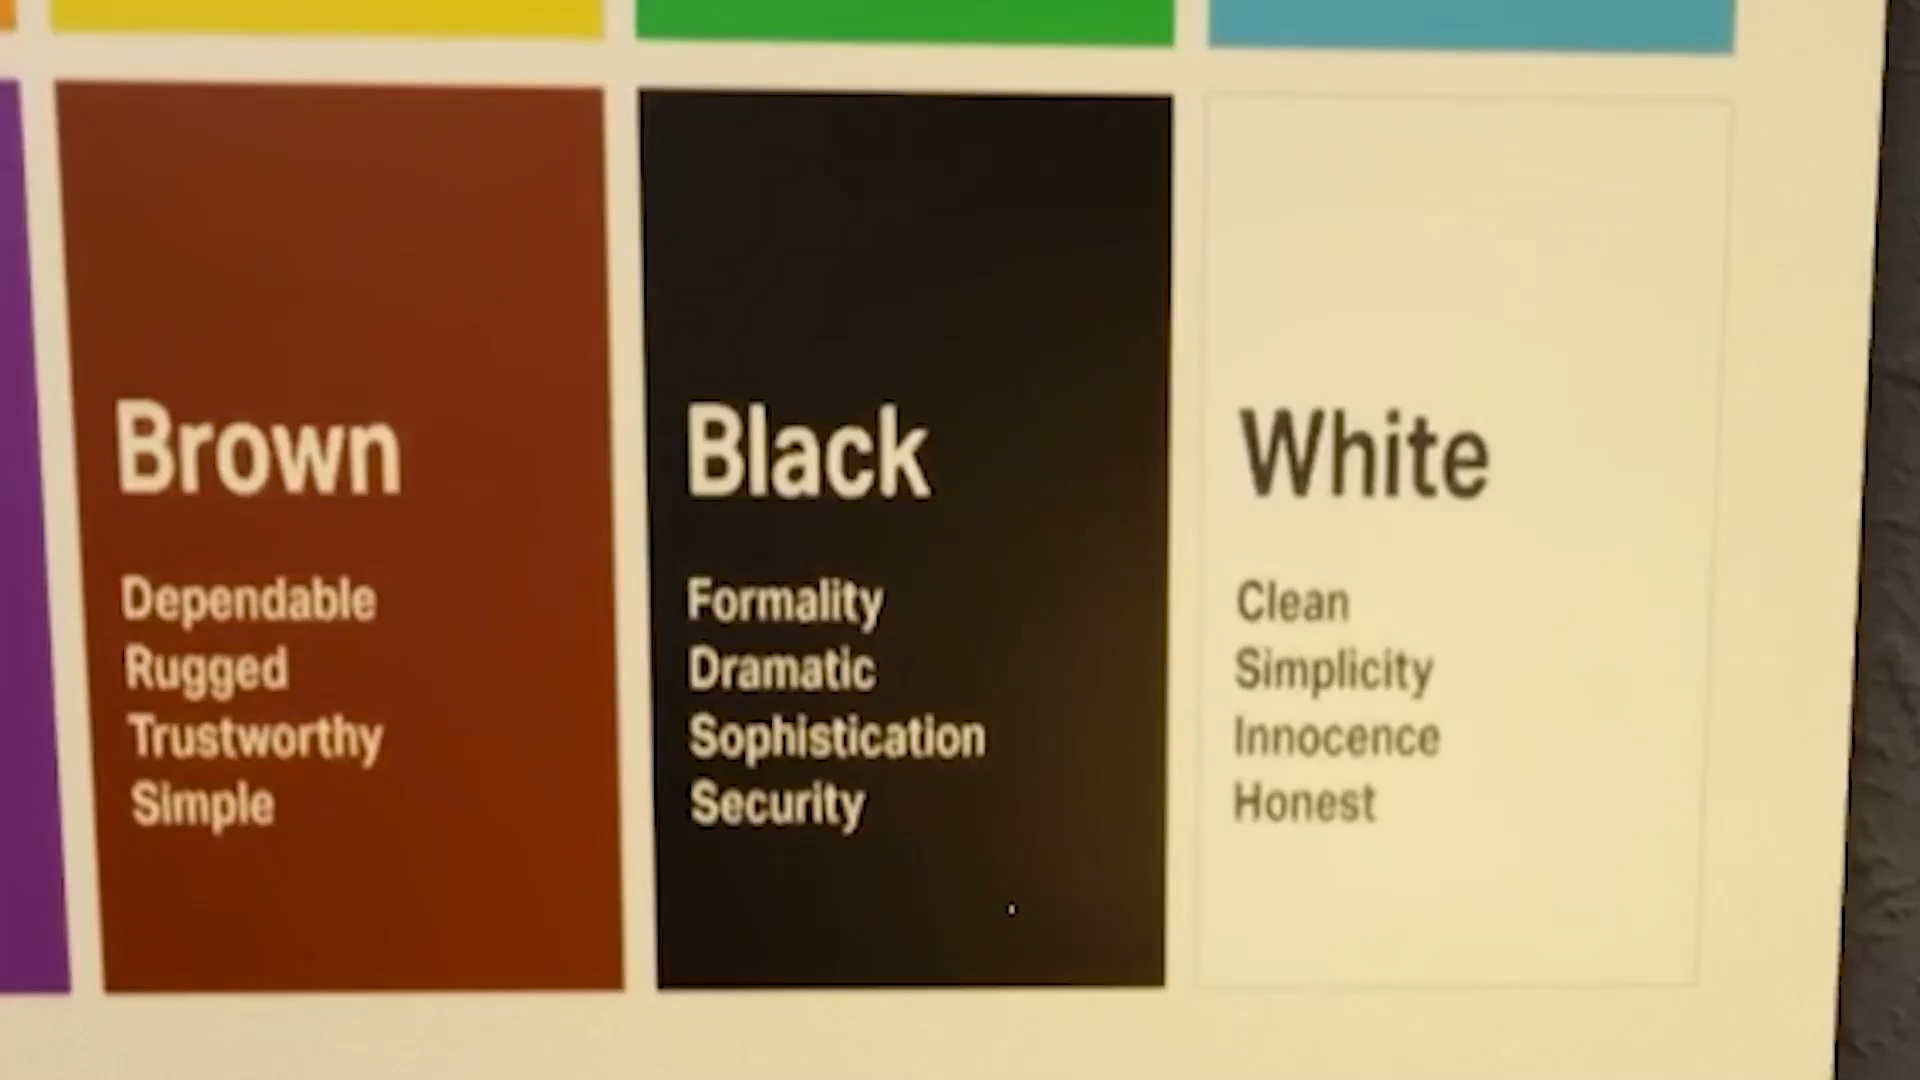 Brown
Dependable
Rugged
Trustworthy
Simple
Black
Formality
Dramatic
Sophistication
Security
White
Clean
Simplicity
Innocence
Honest